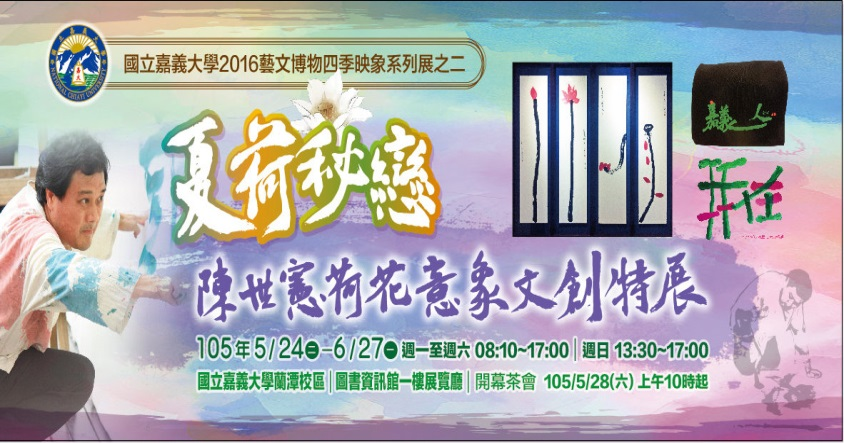 國立嘉義大學2016藝文博物四季映象系列展之二
夏荷秘戀
嘉義人
陳世憲荷花意象文創特展
105年5/24㊁–6/27㊀ 週一至週六 08:10~17:00│週日 13:30~17:00
國立嘉義大學蘭潭校區│圖書資訊館一樓展覽廳│開幕茶會 105/5/28(六) 上午10時起